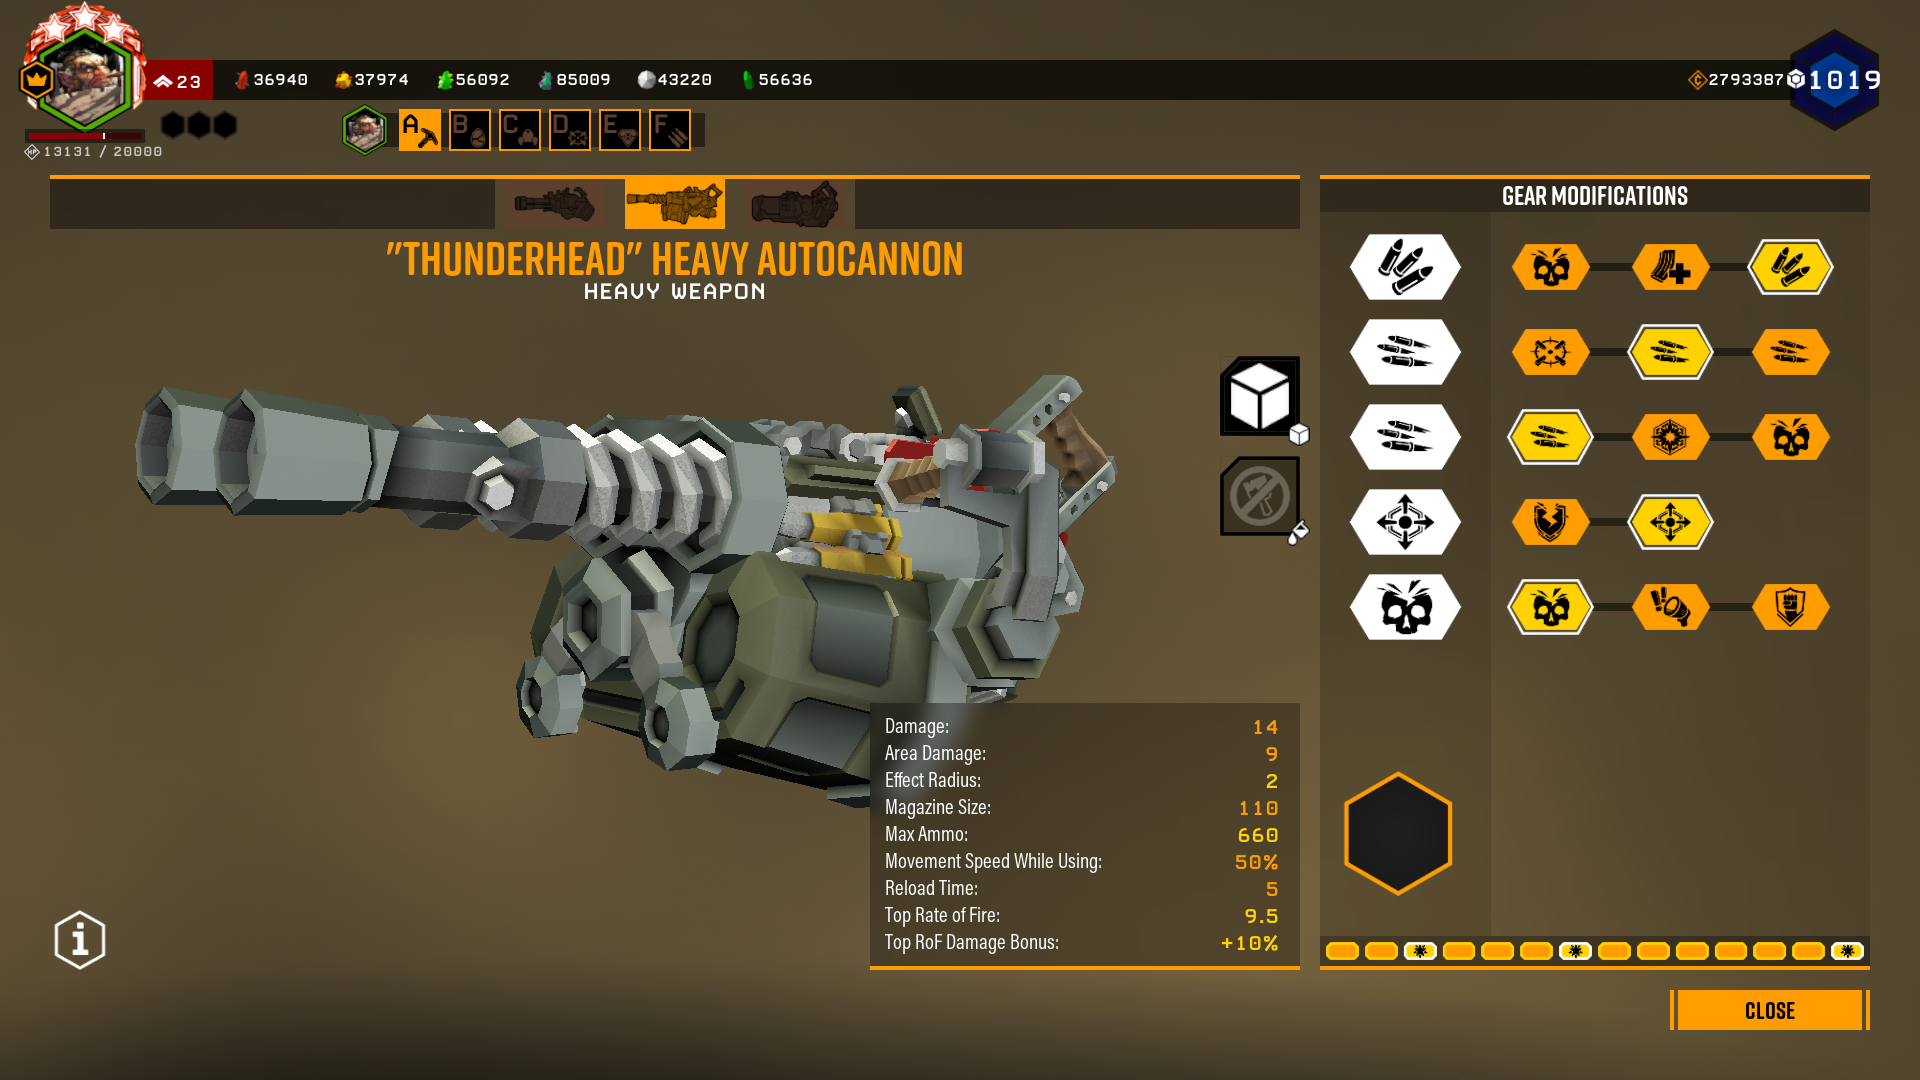 23
36940
37974
56092
85009
43220
56636
2793387
1019
13131 / 20000
A
B
C
D
E
F
GEAR MODIFICATIONS
"THUNDERHEAD" HEAVY AUTOCANNON
HEAVY WEAPON
Damage: 14
Area Damage: 9
Effect Radius: 2
Magazine Size: 110
Max Ammo: 660
Movement Speed While Using: 50%
Reload Time: 5
Top Rate of Fire: 9.5
Top RoF Damage Bonus: +10%
CLOSE